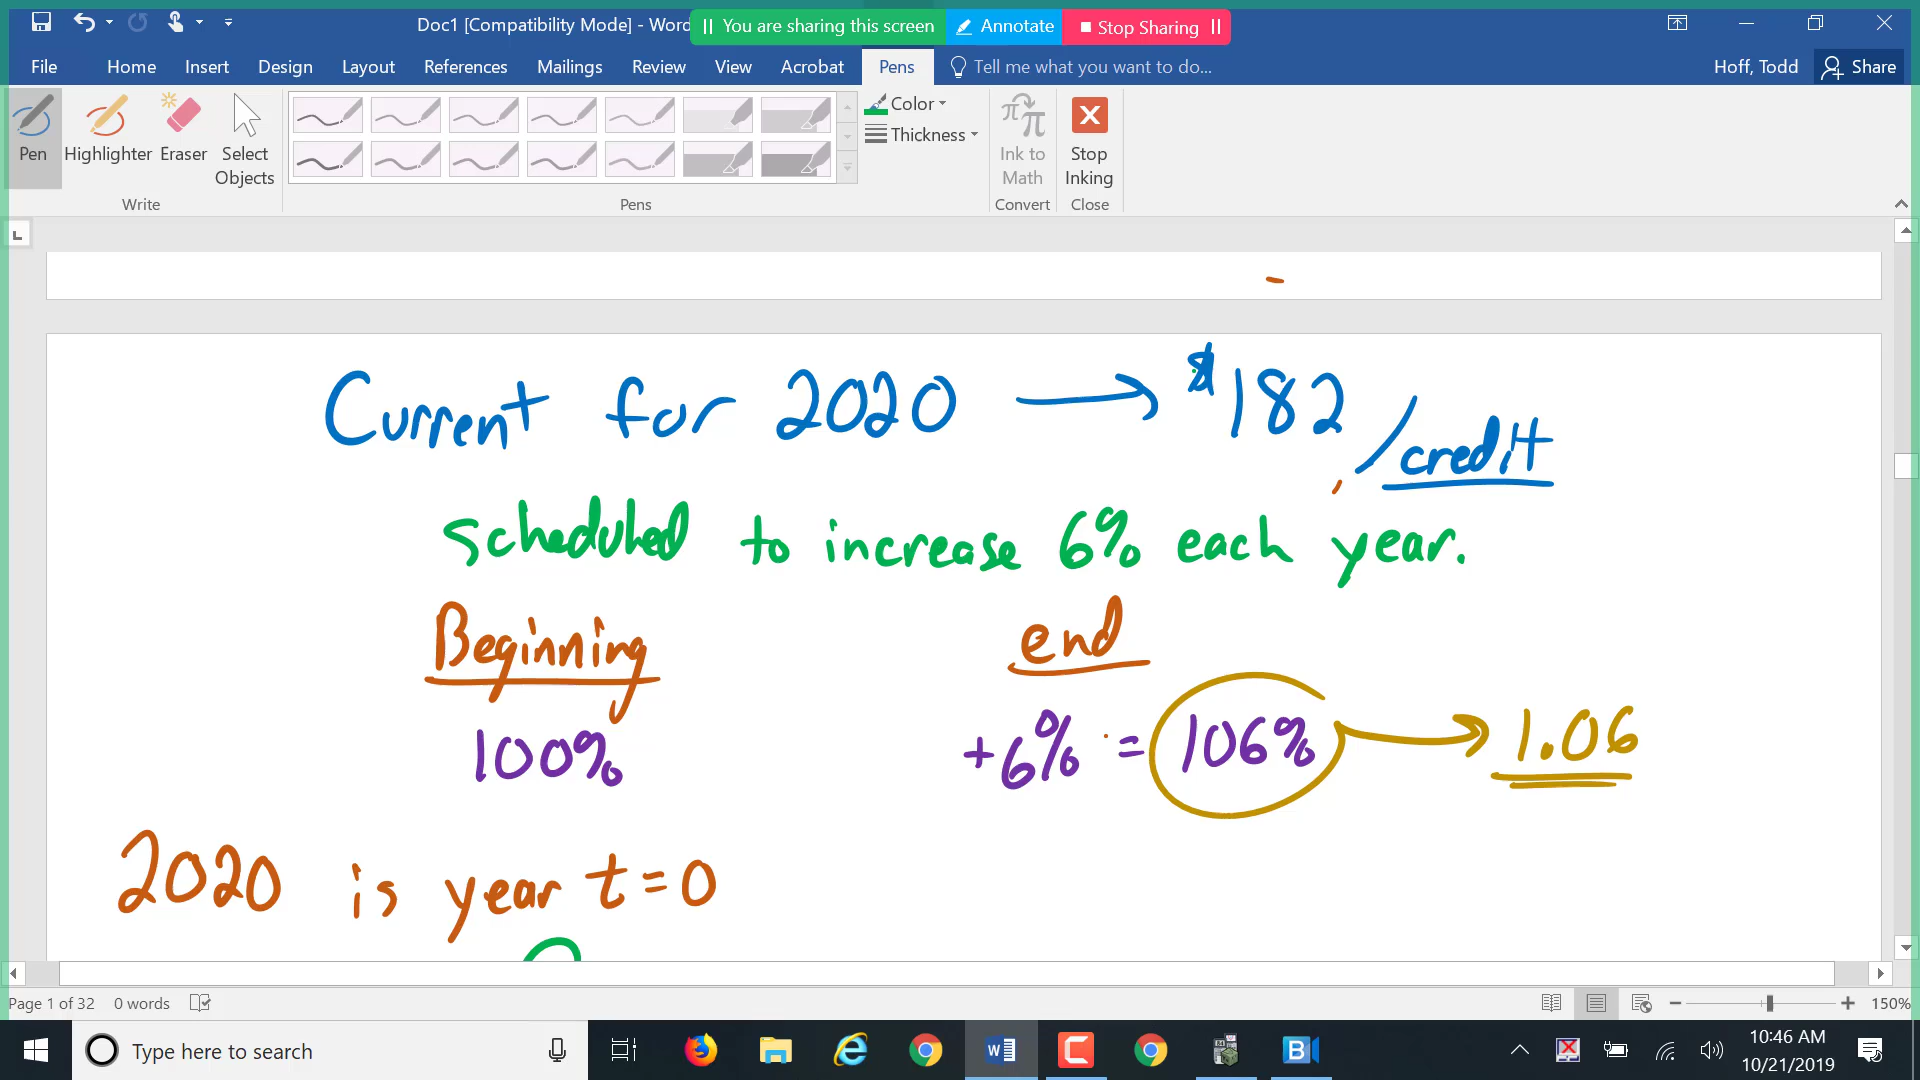 Doc1 [Compatibility Mode] - Word
You are sharing this screen
Annotate
Stop Sharing
File
Home
Insert
Design
Layout
References
Mailings
Review
View
Acrobat
Pens
Tell me what you want to do...
Hoff, Todd
Share
Pen
Highlighter
Eraser
Select
Objects
Write
Pens
Color
Thickness
Ink to
Math
Convert
Stop
Inking
Close
Current for 2020 → $182 /credit
scheduled to increase 6% each year.
Beginning end
100% +6% = 106% → 1.06
2020 is year t=0
Page 1 of 32 0 words
150%
Type here to search
10:46 AM
10/21/2019